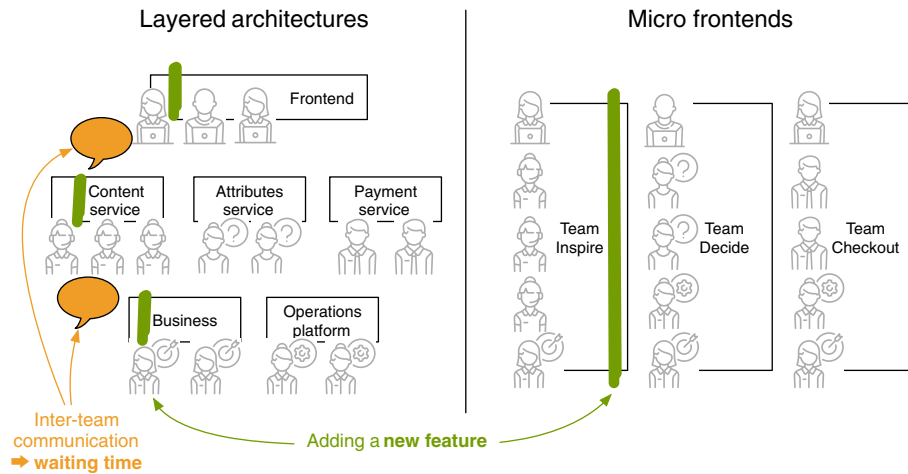 Layered architectures
Micro frontends
Frontend
Content
service
Attributes
service
Payment
service
Team
Inspire
Team
Decide
Team
Checkout
Business
Operations
platform
?
?
?
?
Inter-team
communication
➡ waiting time
Adding a new feature